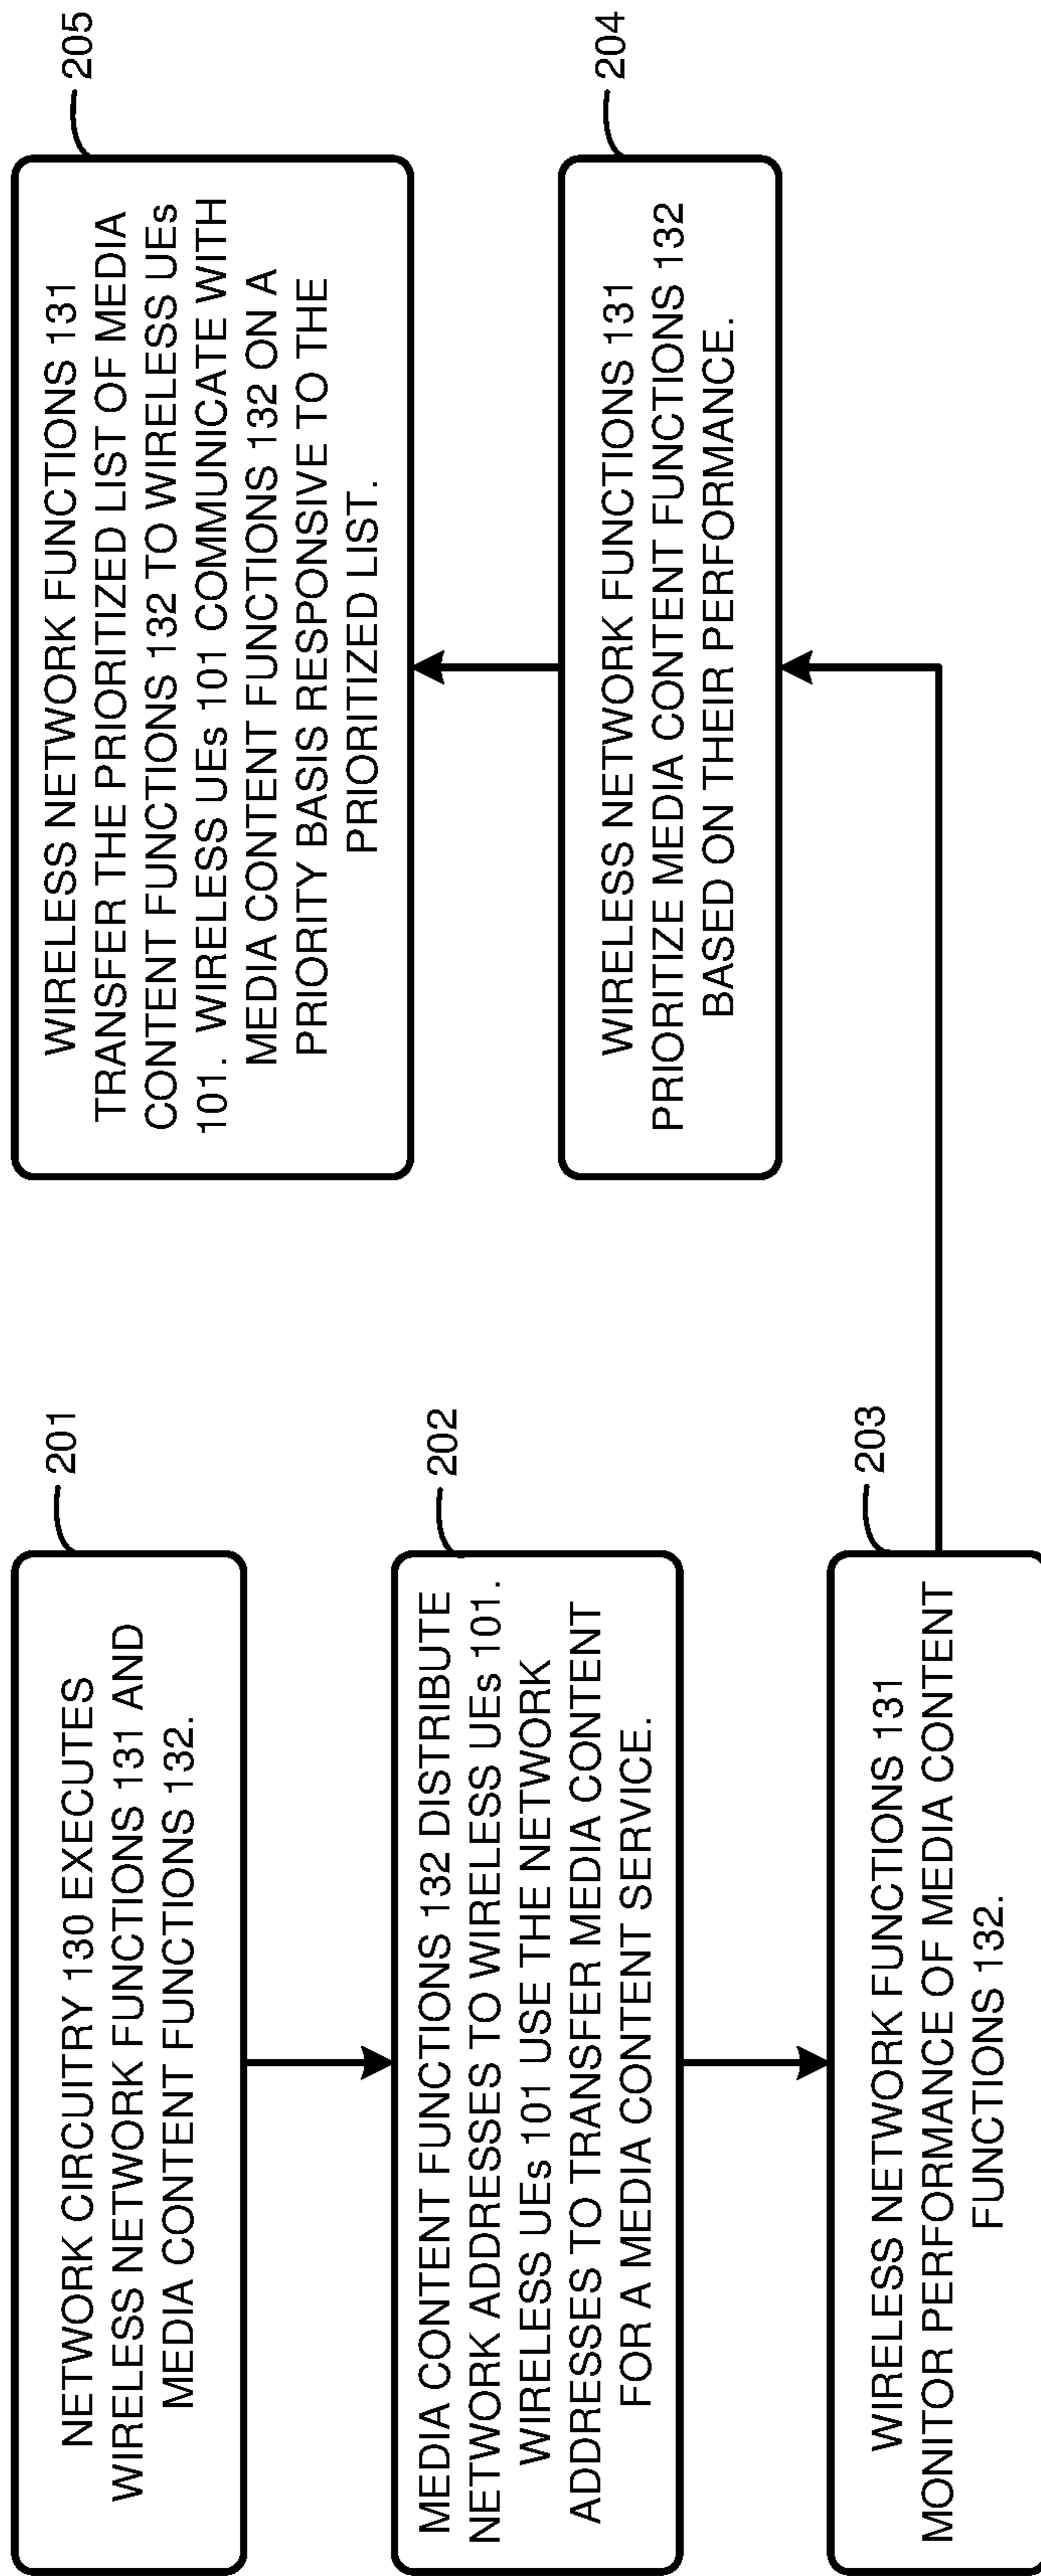 NETWORK CIRCUITRY 130 EXECUTES
WIRELESS NETWORK FUNCTIONS 131 AND
MEDIA CONTENT FUNCTIONS 132.
201
MEDIA CONTENT FUNCTIONS 132 DISTRIBUTE
NETWORK ADDRESSES TO WIRELESS UEs 101.
WIRELESS UEs 101 USE THE NETWORK
ADDRESSES TO TRANSFER MEDIA CONTENT
FOR A MEDIA CONTENT SERVICE.
202
WIRELESS NETWORK FUNCTIONS 131
MONITOR PERFORMANCE OF MEDIA CONTENT
FUNCTIONS 132.
203
WIRELESS NETWORK FUNCTIONS 131
PRIORITIZE MEDIA CONTENT FUNCTIONS 132
BASED ON THEIR PERFORMANCE.
204
WIRELESS NETWORK FUNCTIONS 131
TRANSFER THE PRIORITIZED LIST OF MEDIA
CONTENT FUNCTIONS 132 TO WIRELESS UEs
101. WIRELESS UEs 101 COMMUNICATE WITH
MEDIA CONTENT FUNCTIONS 132 ON A
PRIORITY BASIS RESPONSIVE TO THE
PRIORITIZED LIST.
205